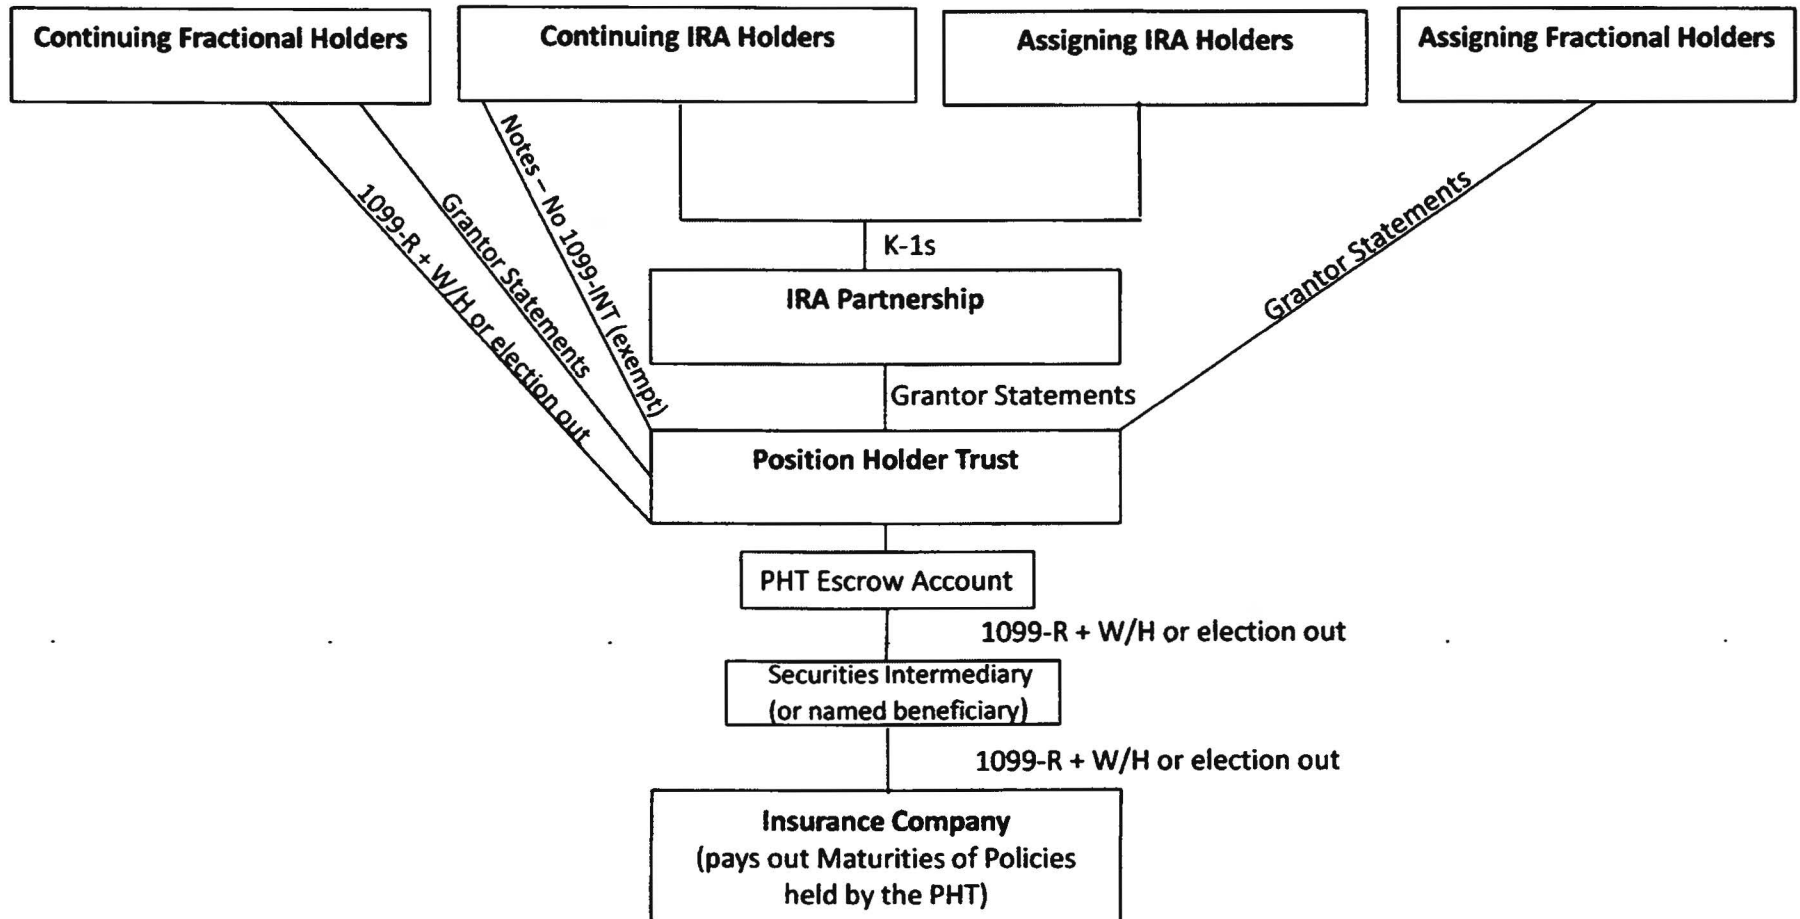 Continuing Fractional Holders
Continuing IRA Holders
Assigning IRA Holders
Assigning Fractional Holders
1099-R + W/H or election out
Grantor Statements
Notes – No 1099-INT (exempt)
K-1s
Grantor Statements
IRA Partnership
Grantor Statements
Position Holder Trust
PHT Escrow Account
1099-R + W/H or election out
Securities Intermediary
(or named beneficiary)
1099-R + W/H or election out
Insurance Company
(pays out Maturities of Policies
held by the PHT)